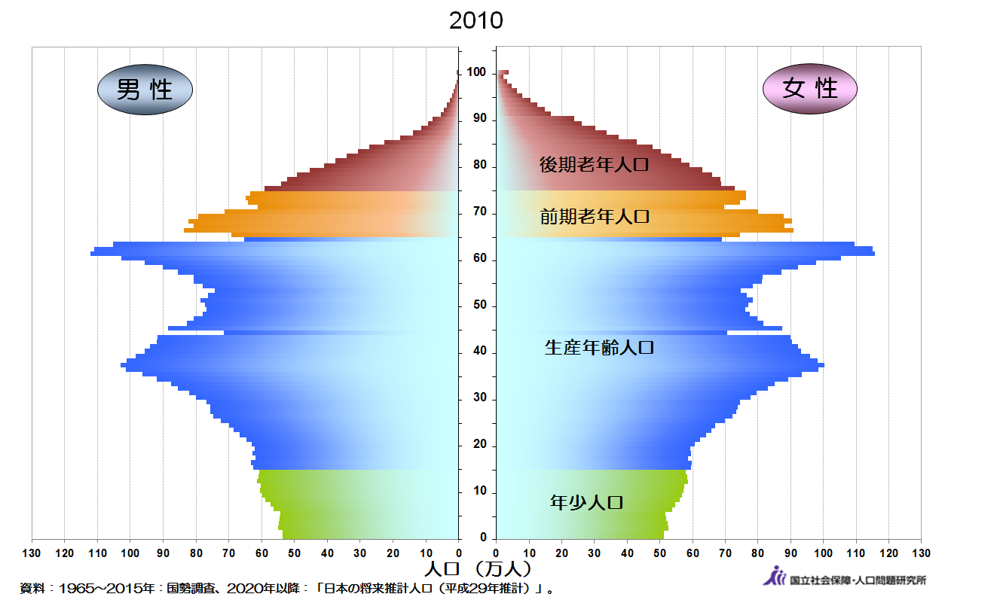 2010
男性
女性
100
90
80
70
60
50
40
30
20
10
0
後期老年人口
前期老年人口
生産年齢人口
年少人口
130 120 110 100 90 80 70 60 50 40 30 20 10 0
0 10 20 30 40 50 60 70 80 90 100 110 120 130
人口 (万人)
資料:1965~2015年:国勢調査、2020年以降:「日本の将来推計人口(平成29年推計)」。
国立社会保障・人口問題研究所